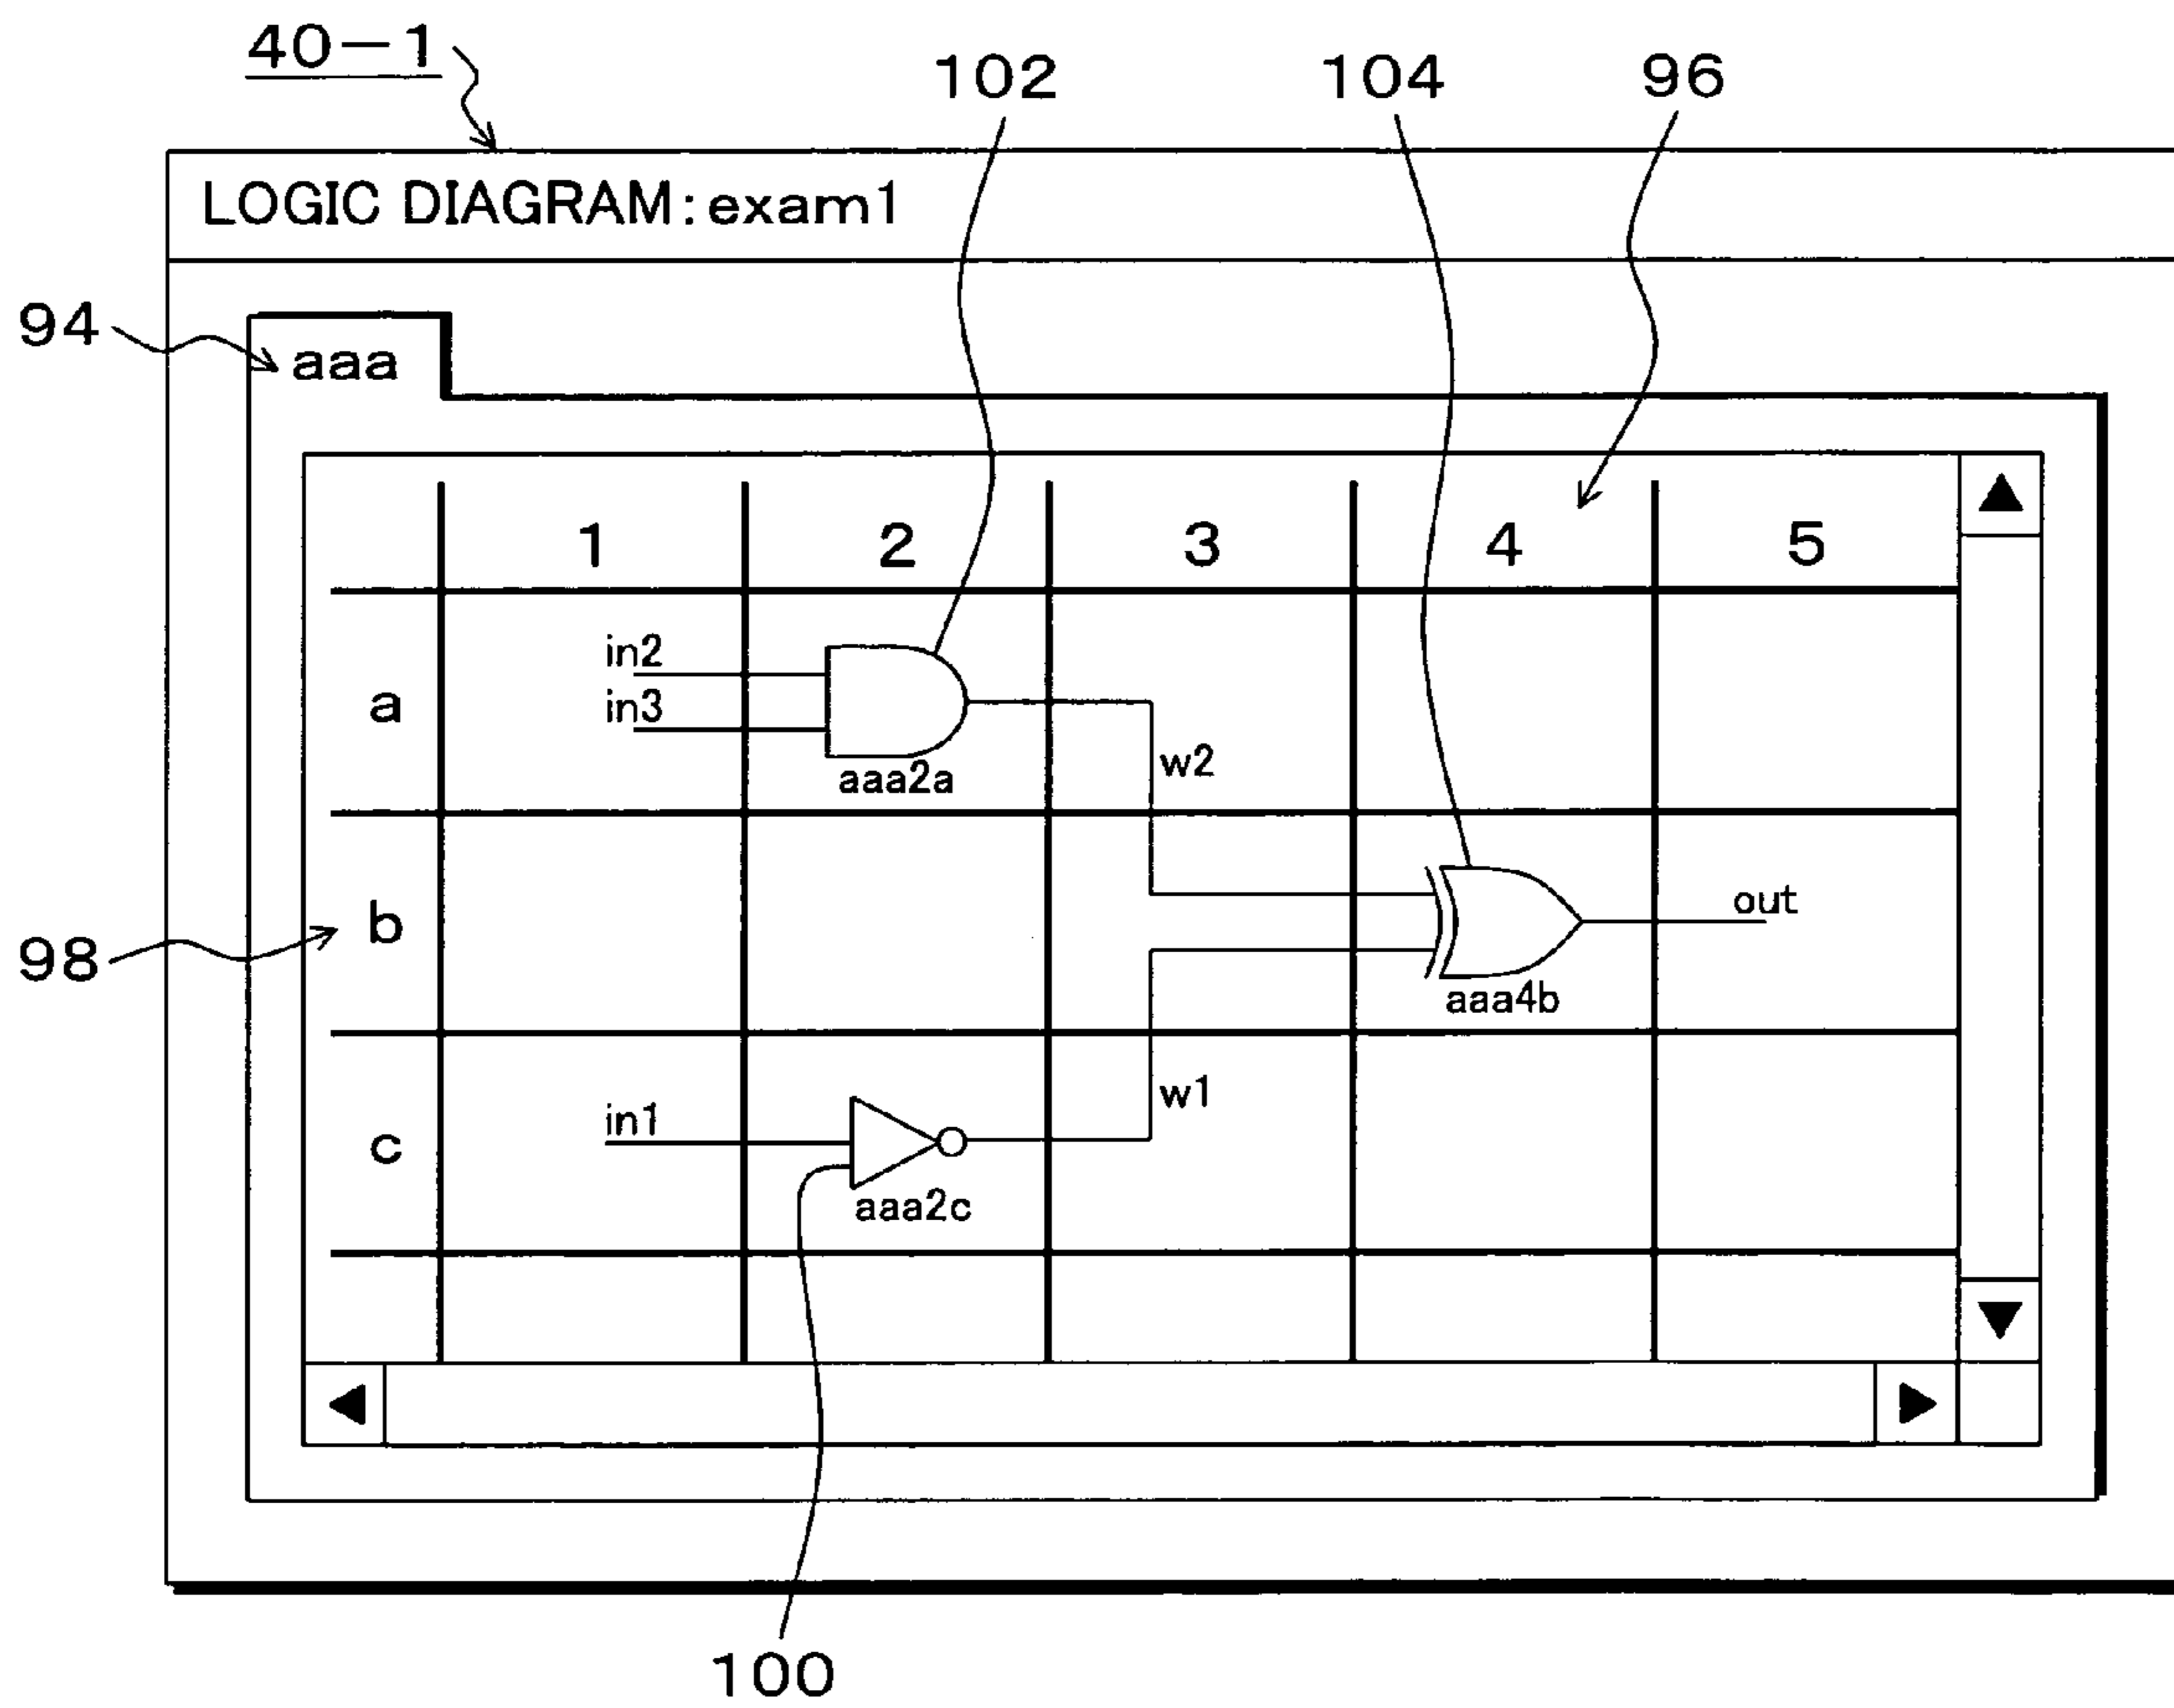 40-1
102
104
96
LOGIC DIAGRAM:exam1
94
aaa
1 2 3 4 5
in2
a
in3
w2
aaa2a
b
out
98
aaa4b
w1
in1
c
aaa2c
100